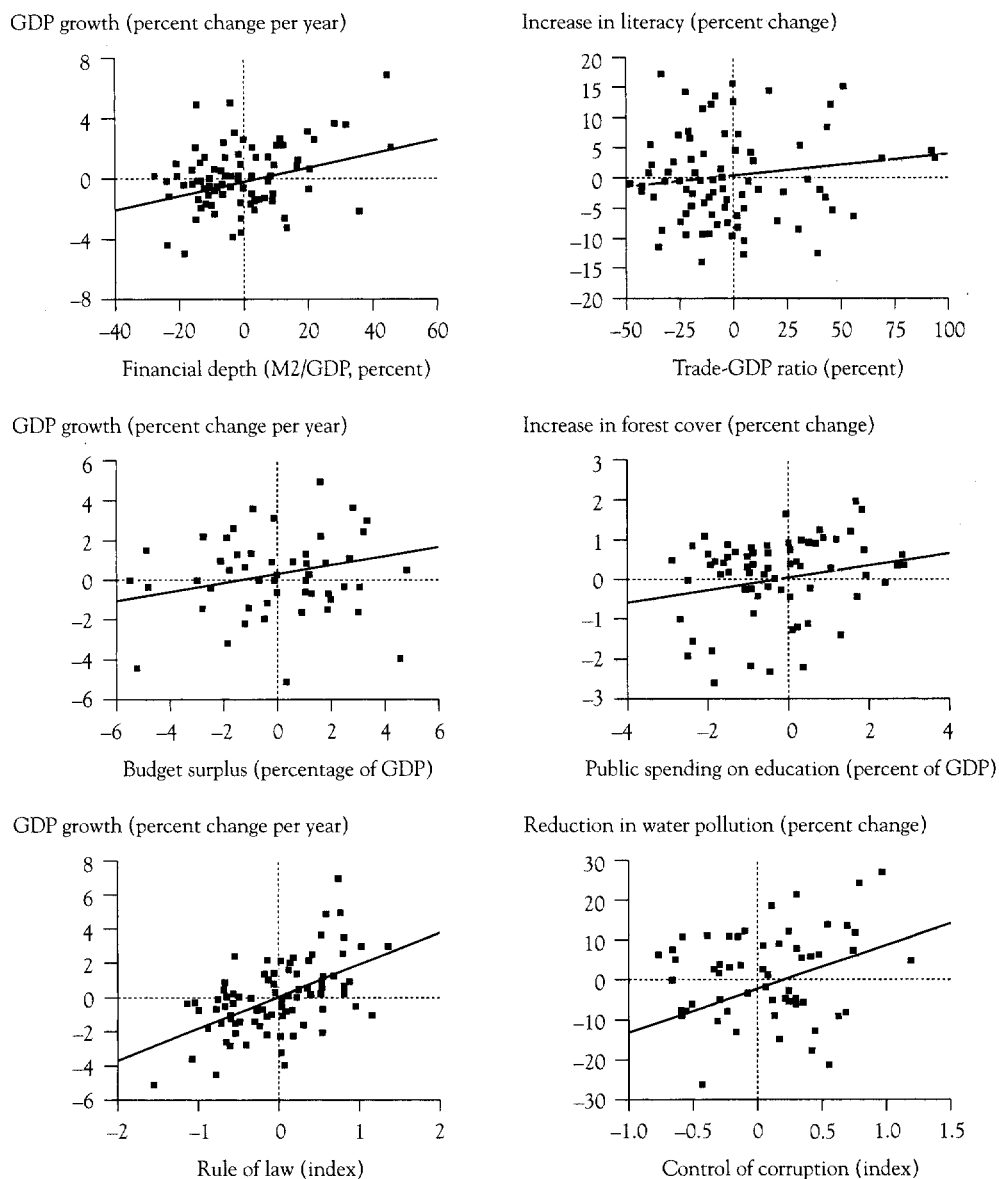 GDP growth (percent change per year)
8
4
0
−4
−8
−40 −20 0 20 40 60
Financial depth (M2/GDP, percent)
Increase in literacy (percent change)
20
15
10
5
0
−5
−10
−15
−20
−50 −25 0 25 50 75 100
Trade-GDP ratio (percent)
GDP growth (percent change per year)
6
4
2
0
−2
−4
−6
−6 −4 −2 0 2 4 6
Budget surplus (percentage of GDP)
Increase in forest cover (percent change)
3
2
1
0
−1
−2
−3
−4 −2 0 2 4
Public spending on education (percent of GDP)
GDP growth (percent change per year)
8
6
4
2
0
−2
−4
−6
−2 −1 0 1 2
Rule of law (index)
Reduction in water pollution (percent change)
30
20
10
0
−10
−20
−30
−1.0 −0.5 0 0.5 1.0 1.5
Control of corruption (index)